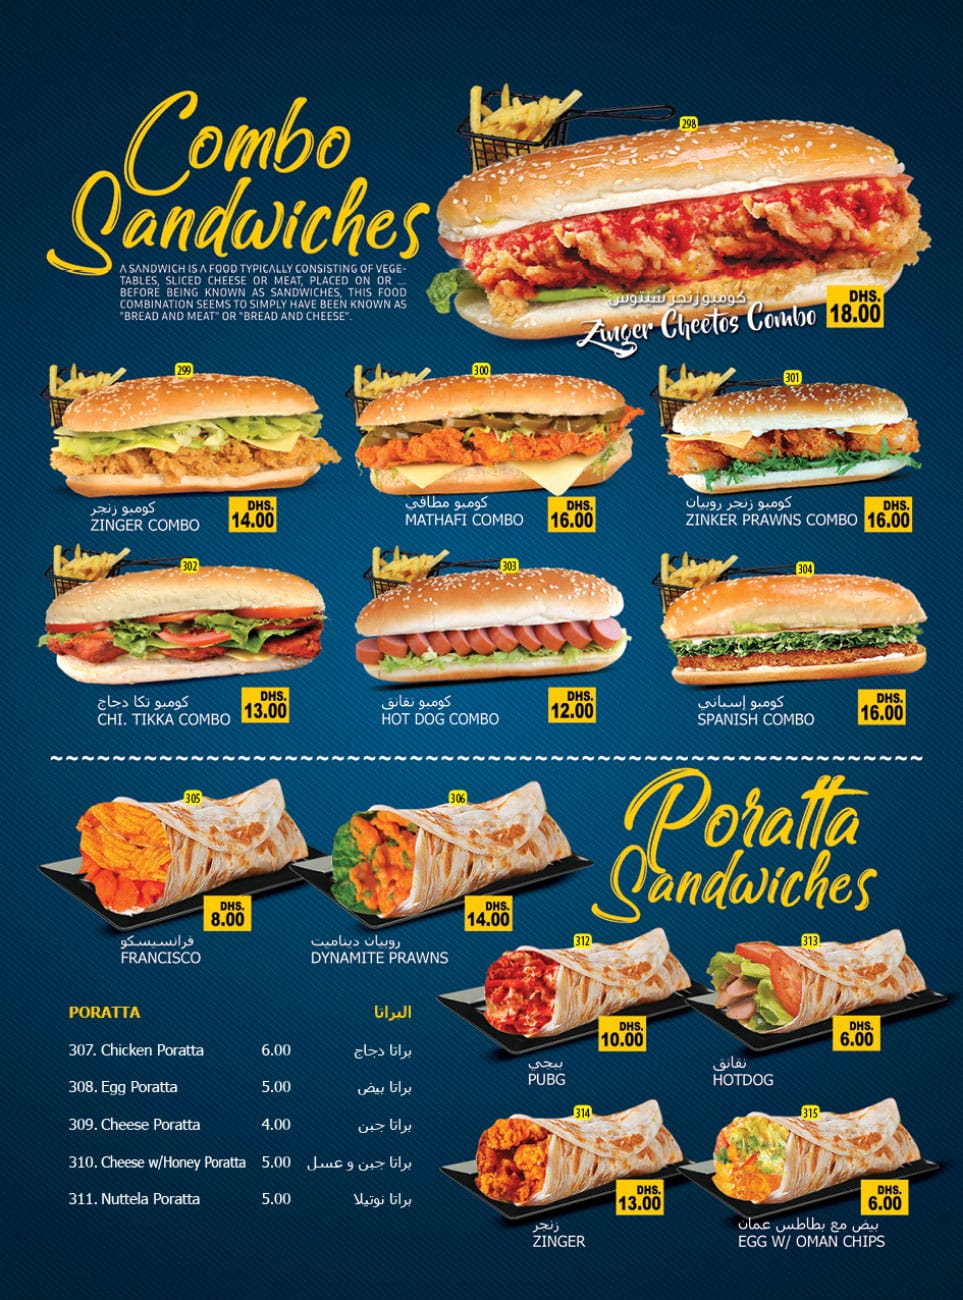 Combo
Sandwiches
A SANDWICH IS A FOOD TYPICALLY CONSISTING OF VEGE-
TABLES, SLICED CHEESE OR MEAT, PLACED ON OR ...
BEFORE BEING KNOWN AS SANDWICHES, THIS FOOD
COMBINATION SEEMS TO SIMPLY HAVE BEEN KNOWN AS
"BREAD AND MEAT" OR "BREAD AND CHEESE".
298
كومبو زنجر شيتوس
Zinger Cheetos Combo
DHS.
18.00
299
كومبو زنجر
ZINGER COMBO
DHS.
14.00
300
كومبو مطافي
MATHAFI COMBO
DHS.
16.00
301
كومبو زنجر روبيان
ZINKER PRAWNS COMBO
DHS.
16.00
302
كومبو تكا دجاج
CHI. TIKKA COMBO
DHS.
13.00
303
كومبو نقانق
HOT DOG COMBO
DHS.
12.00
304
كومبو إسباني
SPANISH COMBO
DHS.
16.00
Poratta
Sandwiches
305
DHS.
8.00
فرانسيسكو
FRANCISCO
306
DHS.
14.00
روبيان ديناميت
DYNAMITE PRAWNS
312
DHS.
10.00
ببجي
PUBG
313
DHS.
6.00
نقانق
HOTDOG
PORATTA البراتا
307. Chicken Poratta 6.00 براتا دجاج
308. Egg Poratta 5.00 براتا بيض
309. Cheese Poratta 4.00 براتا جبن
310. Cheese w/Honey Poratta 5.00 براتا جبن و عسل
311. Nuttela Poratta 5.00 براتا نوتيلا
314
DHS.
13.00
زنجر
ZINGER
315
DHS.
6.00
بيض مع بطاطس عمان
EGG W/ OMAN CHIPS